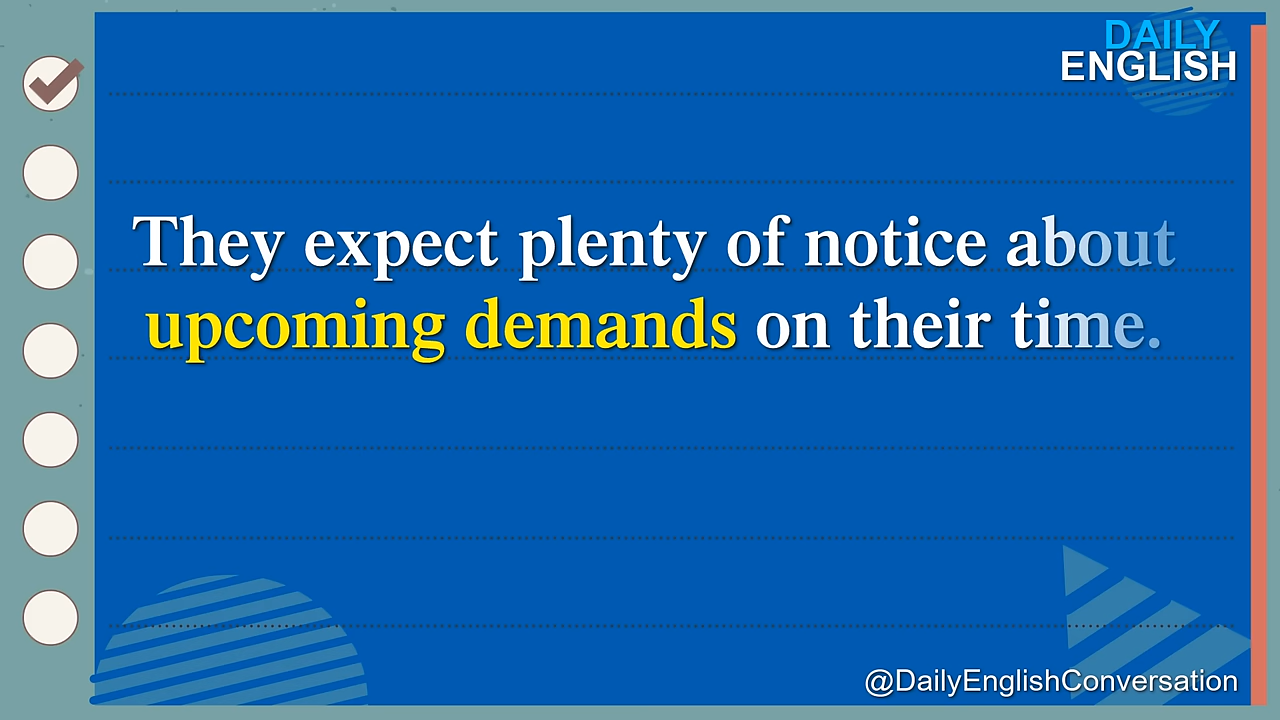 DAILY
ENGLISH
They expect plenty of notice about
upcoming demands on their time.
@DailyEnglishConversation